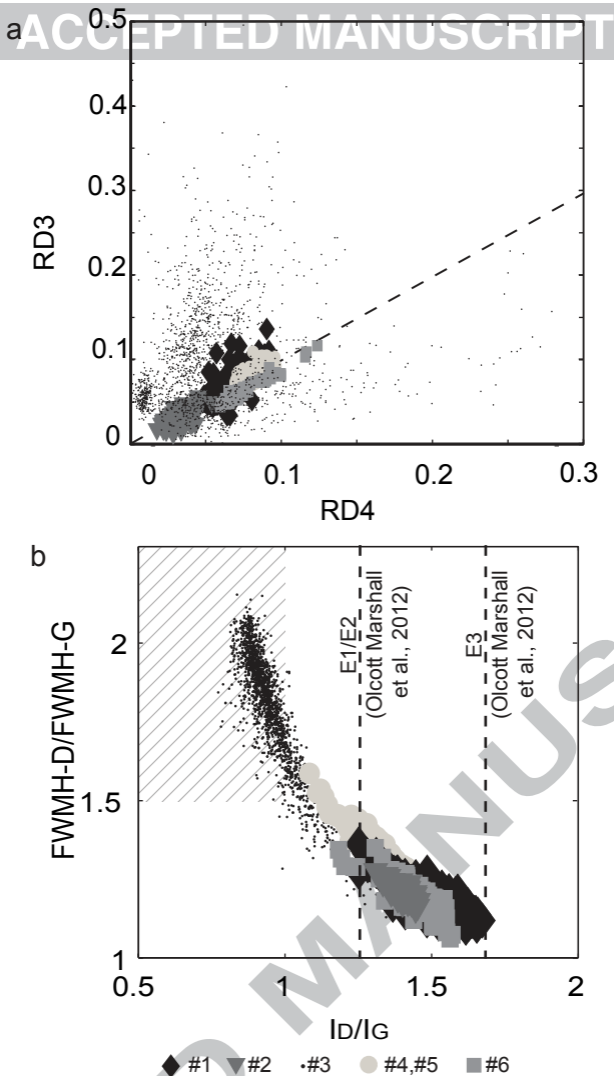 a
ACCEPTED MANUSCRIPT
0.5
0.4
0.3
0.2
0.1
0
RD3
0
0.1
0.2
0.3
RD4
b
2
1.5
1
FWMH-D/FWMH-G
E1/E2
(Olcott Marshall
et al., 2012)
E3
(Olcott Marshall
et al., 2012)
0.5
1
1.5
2
ID/IG
#1 #2 #3 #4,#5 #6